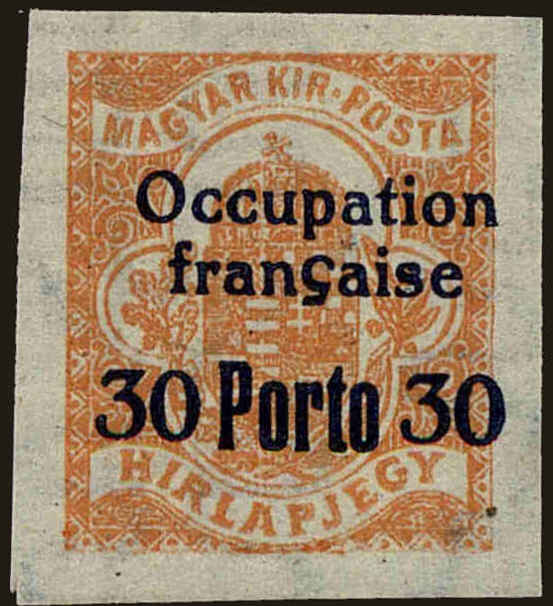 MAGYAR KIR·POSTA
Occupation
française
30 Porto 30
HIRLAPJEGY